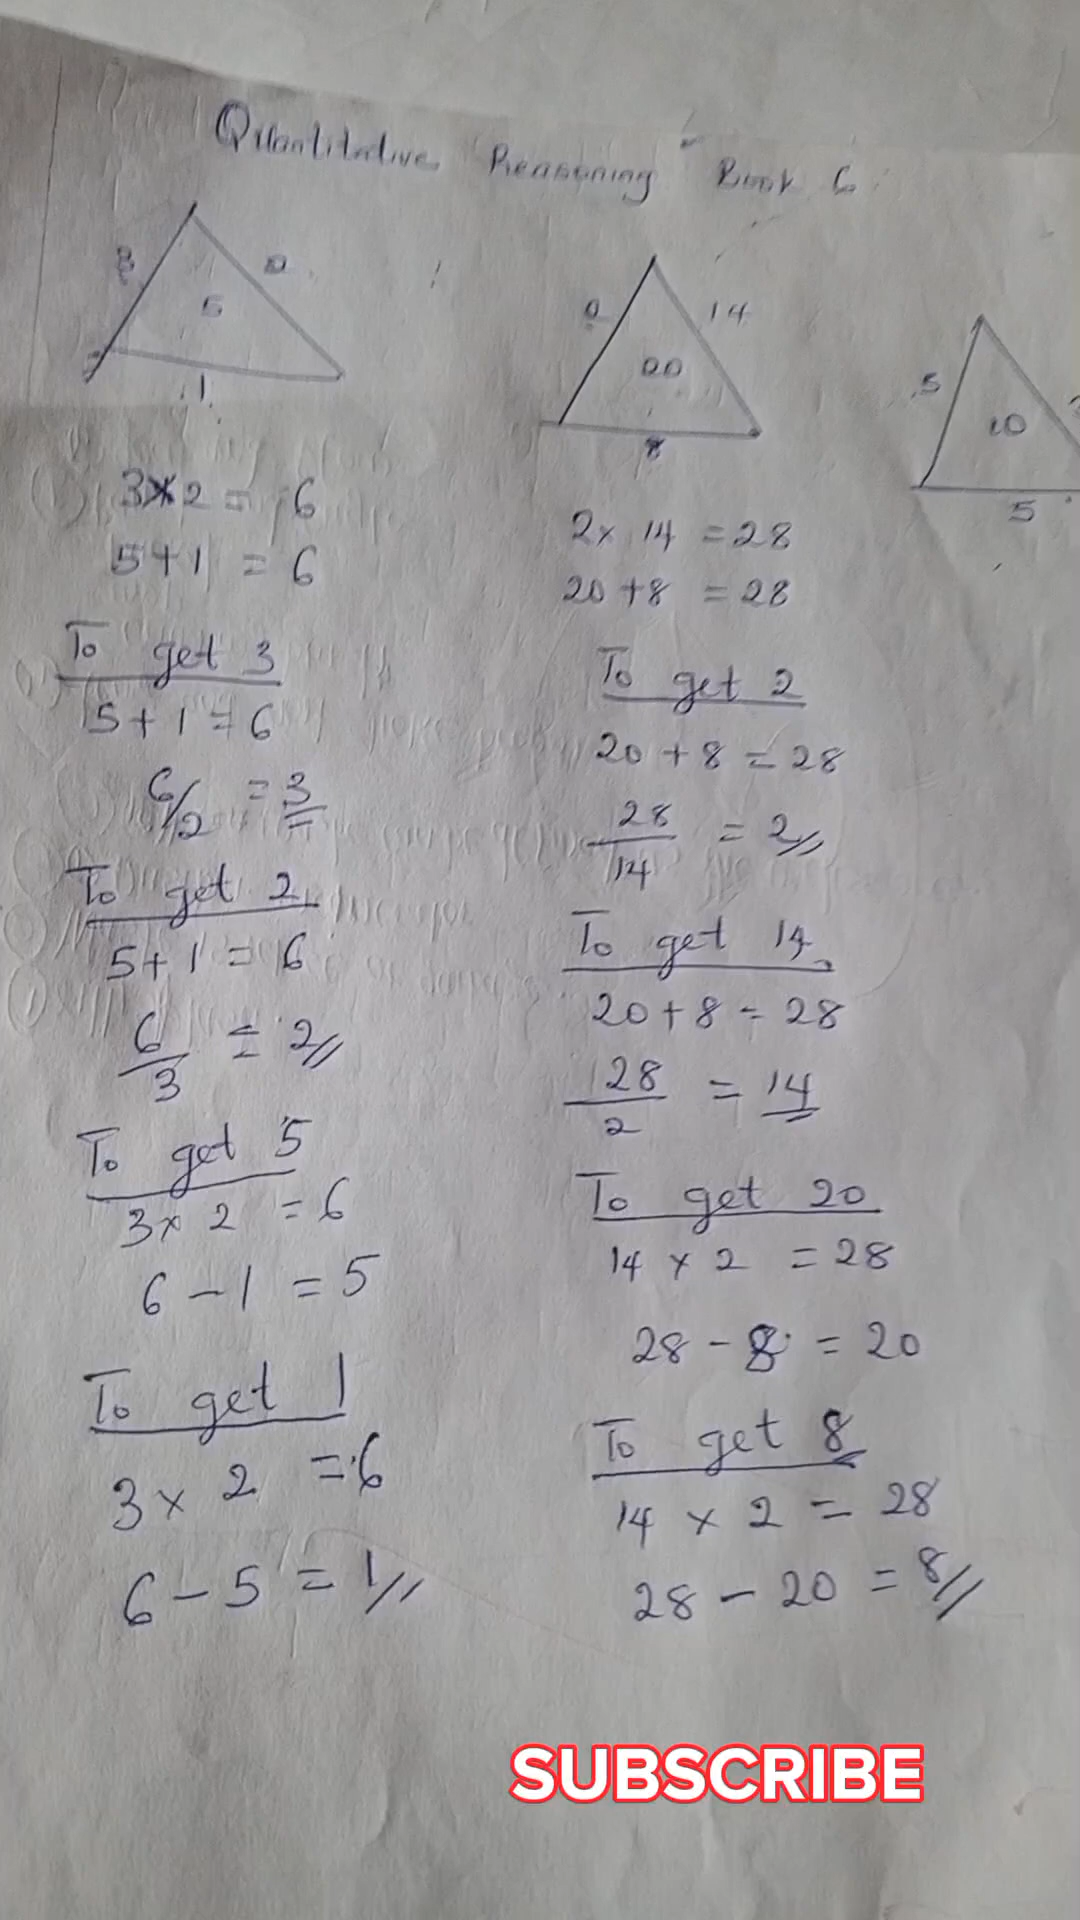 Quantitative Reasoning Book 6
3
2
5
1
2
14
20
8
5
10
5
3 × 2 = 6
5 + 1 = 6
To get 3
5 + 1 = 6
6/2 = 3
To get 2
5 + 1 = 6
6/3 = 2
To get 5
3 × 2 = 6
6 - 1 = 5
To get 1
3 × 2 = 6
6 - 5 = 1
2 × 14 = 28
20 + 8 = 28
To get 2
20 + 8 = 28
28/14 = 2
To get 14
20 + 8 = 28
28/2 = 14
To get 20
14 × 2 = 28
28 - 8 = 20
To get 8
14 × 2 = 28
28 - 20 = 8
SUBSCRIBE